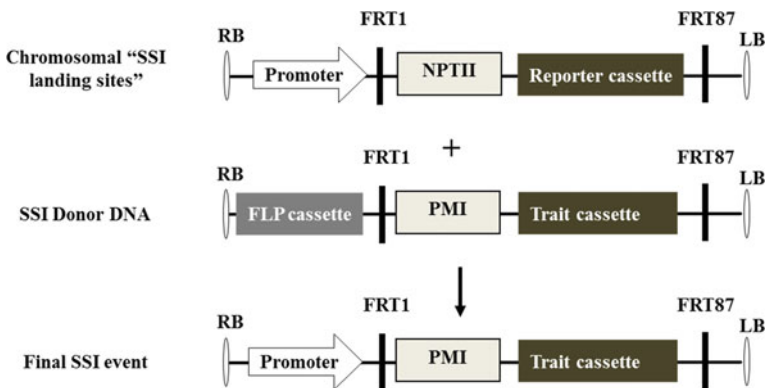 FRT1 FRT87
RB LB
Chromosomal “SSI
landing sites”
Promoter NPTII Reporter cassette
+
FRT1 FRT87
RB LB
SSI Donor DNA FLP cassette PMI Trait cassette
FRT1 FRT87
RB LB
Final SSI event Promoter PMI Trait cassette